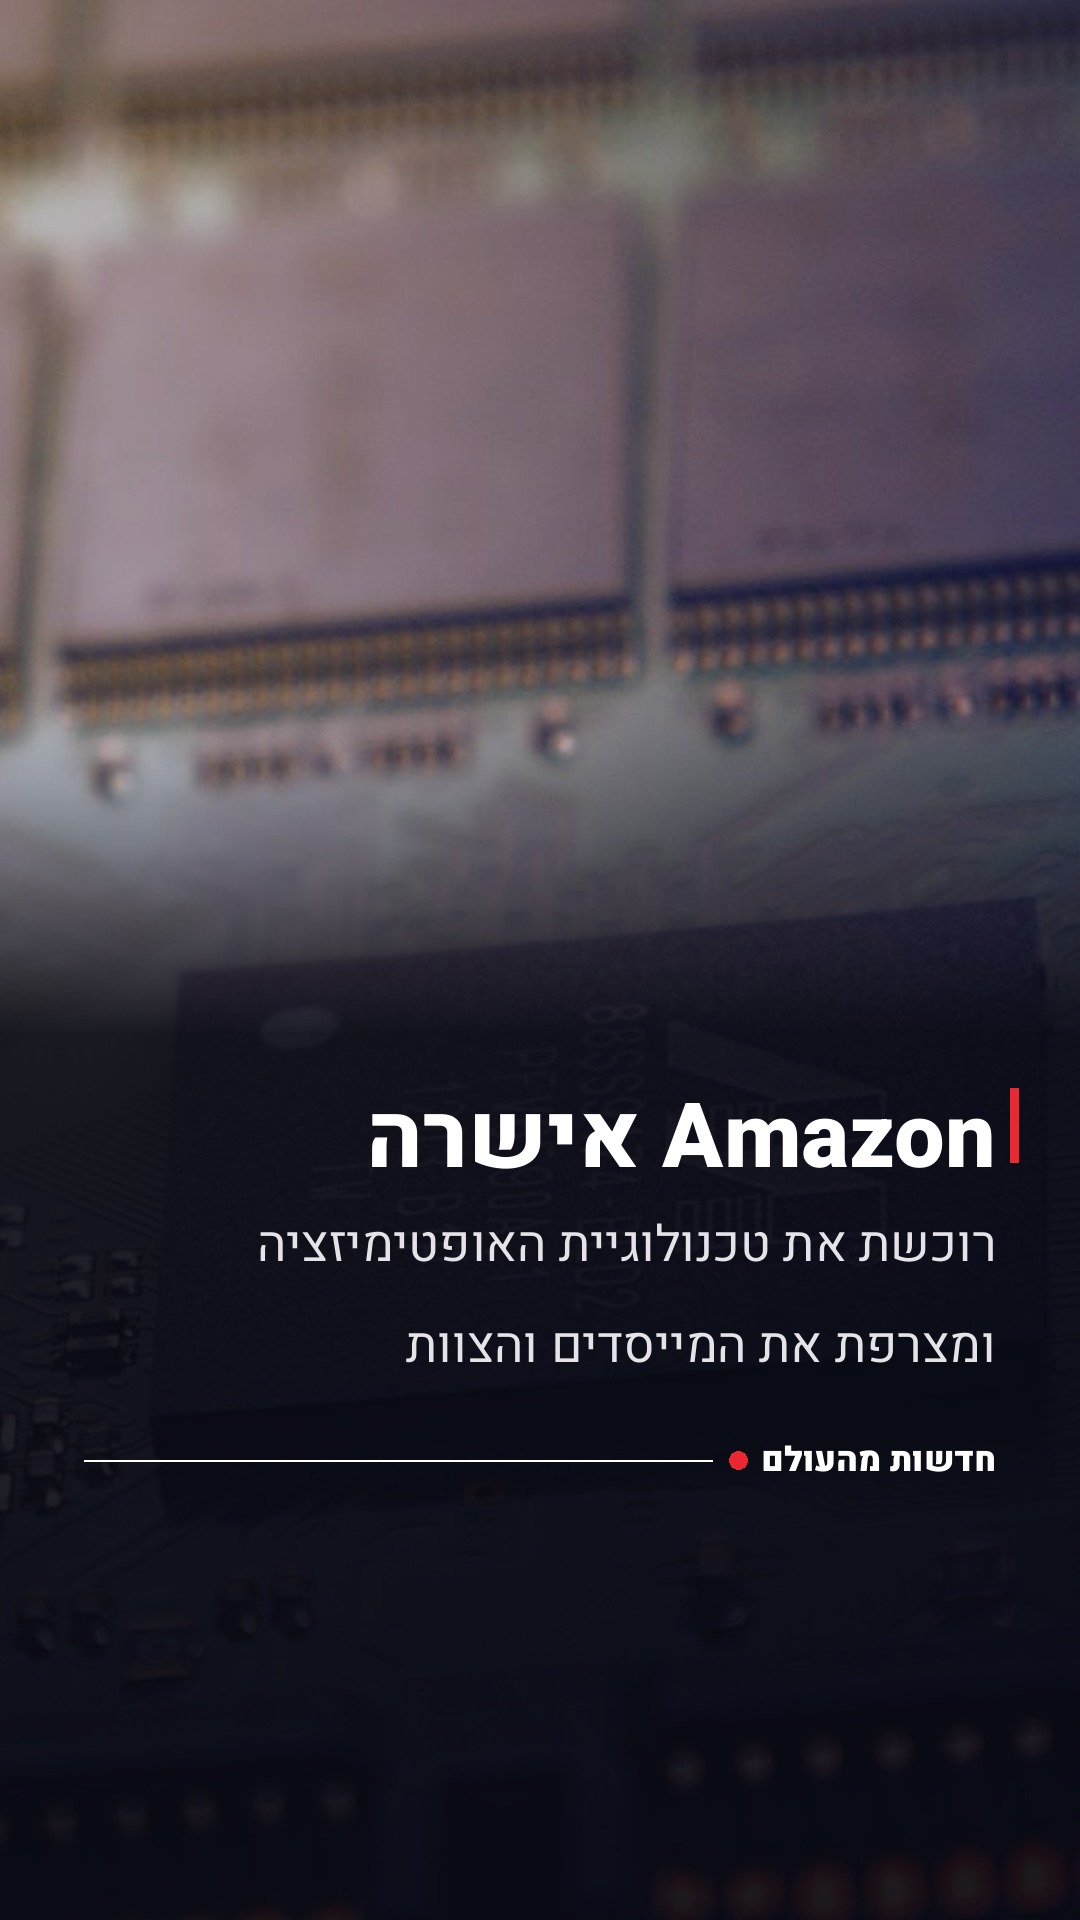 Amazon אישרה
רוכשת את טכנולוגיית האופטימיזציה
ומצרפת את המייסדים והצוות
חדשות מהעולם